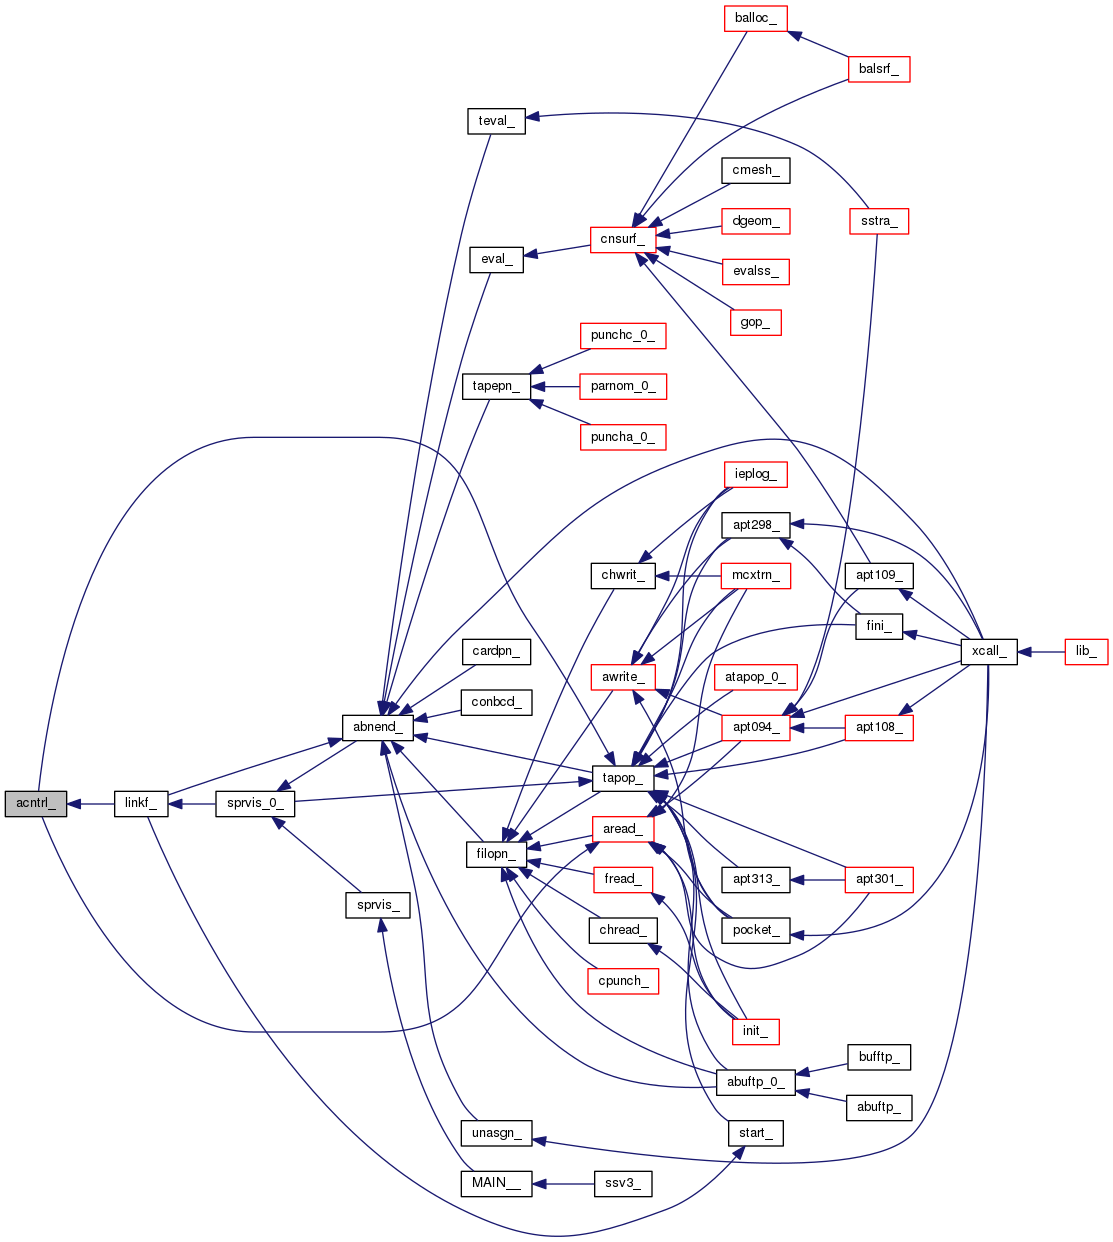 balloc_
balsrf_
teval_
cmesh_
dgeom_
sstra_
cnsurf_
eval_
evalss_
gop_
punchc_0_
tapepn_
parnom_0_
puncha_0_
ieplog_
apt298_
chwrit_
mcxtrn_
apt109_
fini_
cardpn_
xcall_
lib_
awrite_
atapop_0_
conbcd_
abnend_
apt094_
apt108_
tapop_
acntrl_
linkf_
sprvis_0_
aread_
filopn_
fread_
apt313_
apt301_
sprvis_
chread_
pocket_
cpunch_
init_
bufftp_
abuftp_0_
abuftp_
unasgn_
start_
MAIN__
ssv3_